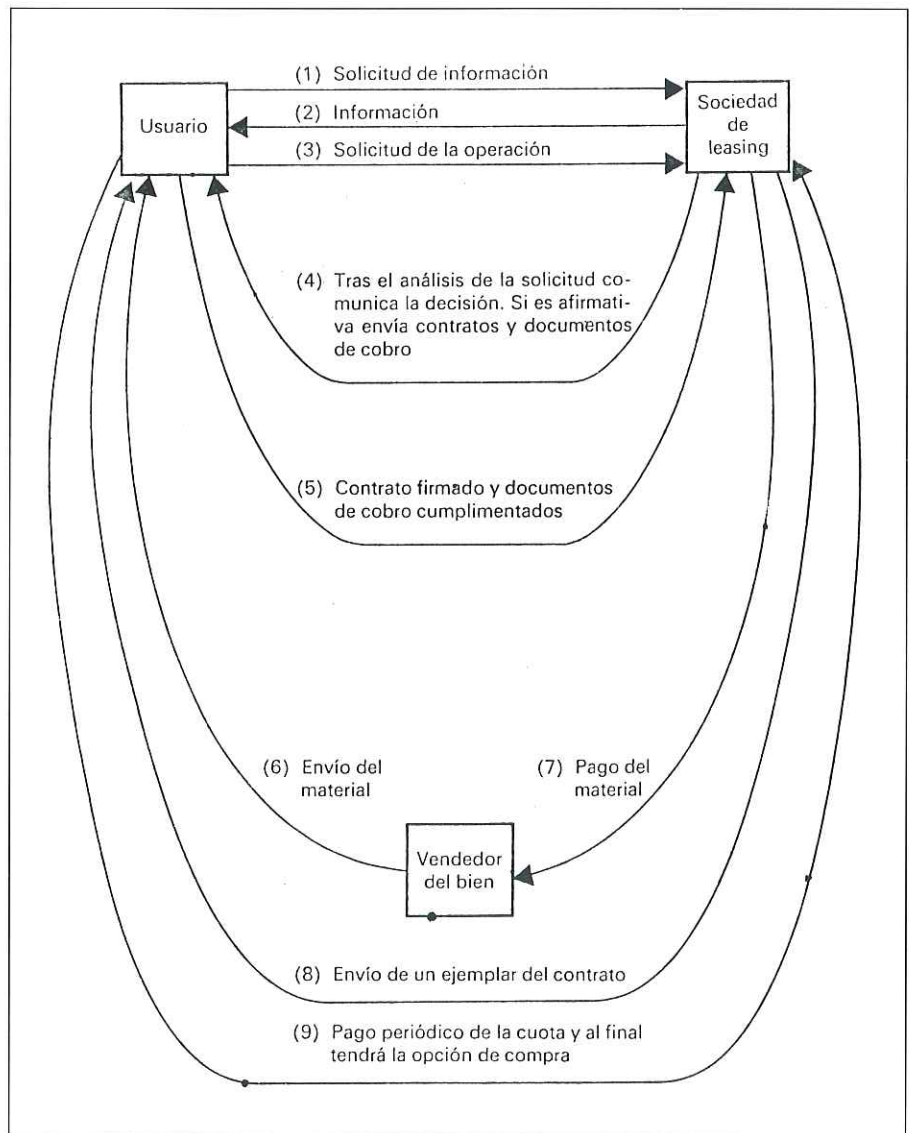 (1) Solicitud de información
Usuario
(2) Información
Sociedad
de
leasing
(3) Solicitud de la operación
(4) Tras el análisis de la solicitud co-
munica la decisión. Si es afirmati-
va envía contratos y documentos
de cobro
(5) Contrato firmado y documentos
de cobro cumplimentados
(6) Envío del
material
(7) Pago del
material
Vendedor
del bien
(8) Envío de un ejemplar del contrato
(9) Pago periódico de la cuota y al final
tendrá la opción de compra